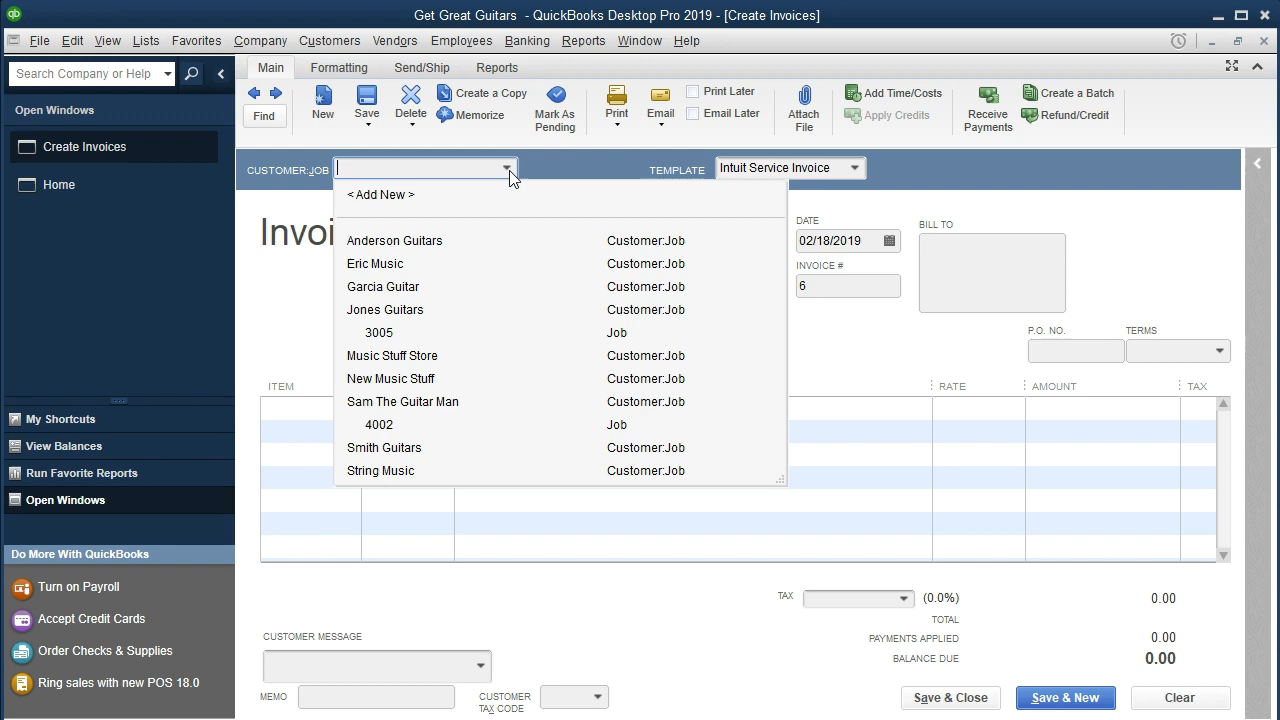 Get Great Guitars - QuickBooks Desktop Pro 2019 - [Create Invoices]
File Edit View Lists Favorites Company Customers Vendors Employees Banking Reports Window Help
Search Company or Help
Main Formatting Send/Ship Reports
Find
New
Save
Delete
Create a Copy
Memorize
Mark As
Pending
Print
Email
Print Later
Email Later
Attach
File
Add Time/Costs
Apply Credits
Receive
Payments
Create a Batch
Refund/Credit
Open Windows
Create Invoices
Home
My Shortcuts
View Balances
Run Favorite Reports
Open Windows
Do More With QuickBooks
Turn on Payroll
Accept Credit Cards
Order Checks & Supplies
Ring sales with new POS 18.0
CUSTOMER:JOB
TEMPLATE Intuit Service Invoice
< Add New >
Anderson Guitars Customer:Job
Eric Music Customer:Job
Garcia Guitar Customer:Job
Jones Guitars Customer:Job
3005 Job
Music Stuff Store Customer:Job
New Music Stuff Customer:Job
Sam The Guitar Man Customer:Job
4002 Job
Smith Guitars Customer:Job
String Music Customer:Job
Invoi
DATE
02/18/2019
INVOICE #
6
BILL TO
P.O. NO. TERMS
ITEM RATE AMOUNT TAX
TAX (0.0%) 0.00
TOTAL
PAYMENTS APPLIED 0.00
BALANCE DUE 0.00
CUSTOMER MESSAGE
MEMO
CUSTOMER
TAX CODE
Save & Close Save & New Clear